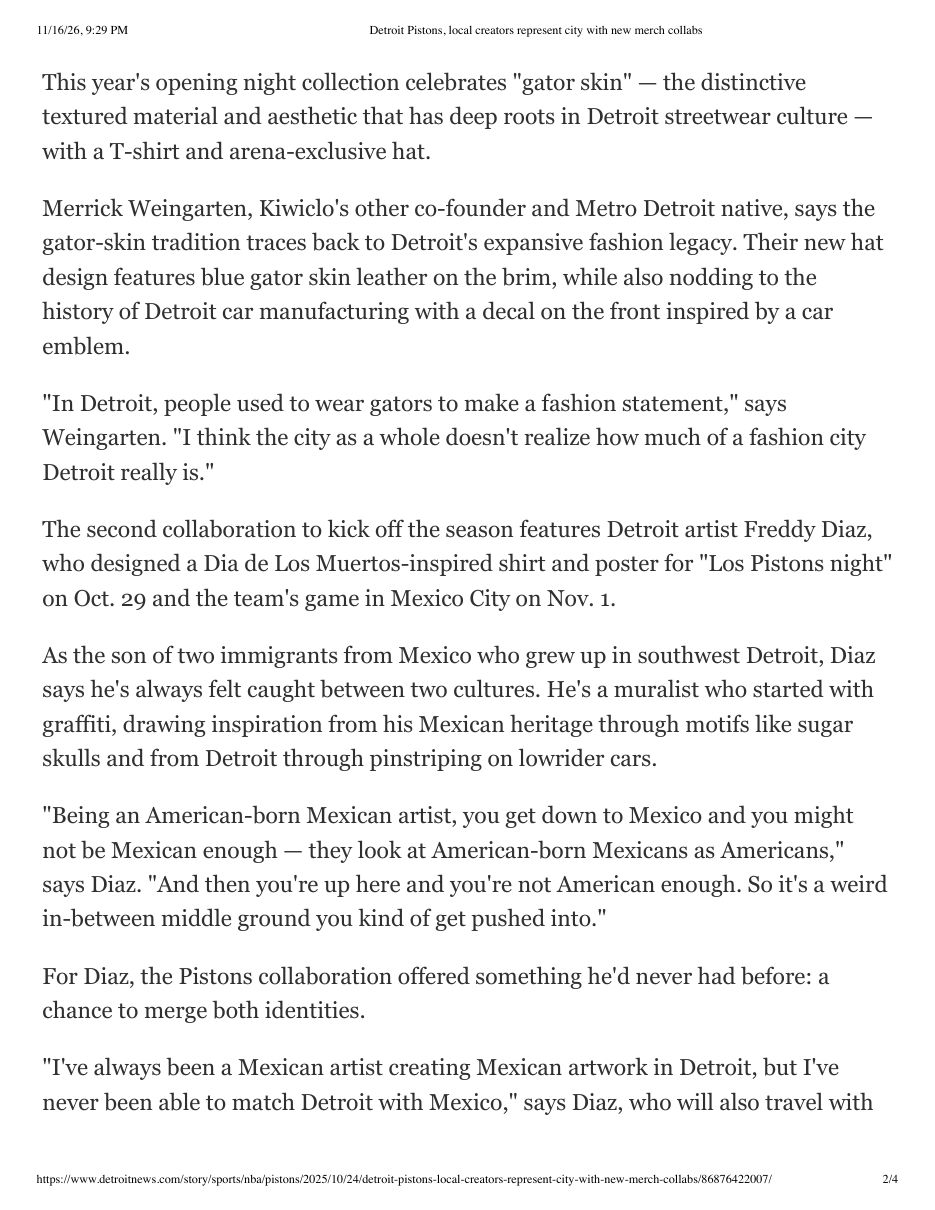 11/16/26, 9:29 PM Detroit Pistons, local creators represent city with new merch collabs
This year's opening night collection celebrates "gator skin" — the distinctive
textured material and aesthetic that has deep roots in Detroit streetwear culture —
with a T-shirt and arena-exclusive hat.
Merrick Weingarten, Kiwiclo's other co-founder and Metro Detroit native, says the
gator-skin tradition traces back to Detroit's expansive fashion legacy. Their new hat
design features blue gator skin leather on the brim, while also nodding to the
history of Detroit car manufacturing with a decal on the front inspired by a car
emblem.
"In Detroit, people used to wear gators to make a fashion statement," says
Weingarten. "I think the city as a whole doesn't realize how much of a fashion city
Detroit really is."
The second collaboration to kick off the season features Detroit artist Freddy Diaz,
who designed a Dia de Los Muertos-inspired shirt and poster for "Los Pistons night"
on Oct. 29 and the team's game in Mexico City on Nov. 1.
As the son of two immigrants from Mexico who grew up in southwest Detroit, Diaz
says he's always felt caught between two cultures. He's a muralist who started with
graffiti, drawing inspiration from his Mexican heritage through motifs like sugar
skulls and from Detroit through pinstriping on lowrider cars.
"Being an American-born Mexican artist, you get down to Mexico and you might
not be Mexican enough — they look at American-born Mexicans as Americans,"
says Diaz. "And then you're up here and you're not American enough. So it's a weird
in-between middle ground you kind of get pushed into."
For Diaz, the Pistons collaboration offered something he'd never had before: a
chance to merge both identities.
"I've always been a Mexican artist creating Mexican artwork in Detroit, but I've
never been able to match Detroit with Mexico," says Diaz, who will also travel with
https://www.detroitnews.com/story/sports/nba/pistons/2025/10/24/detroit-pistons-local-creators-represent-city-with-new-merch-collabs/86876422007/ 2/4